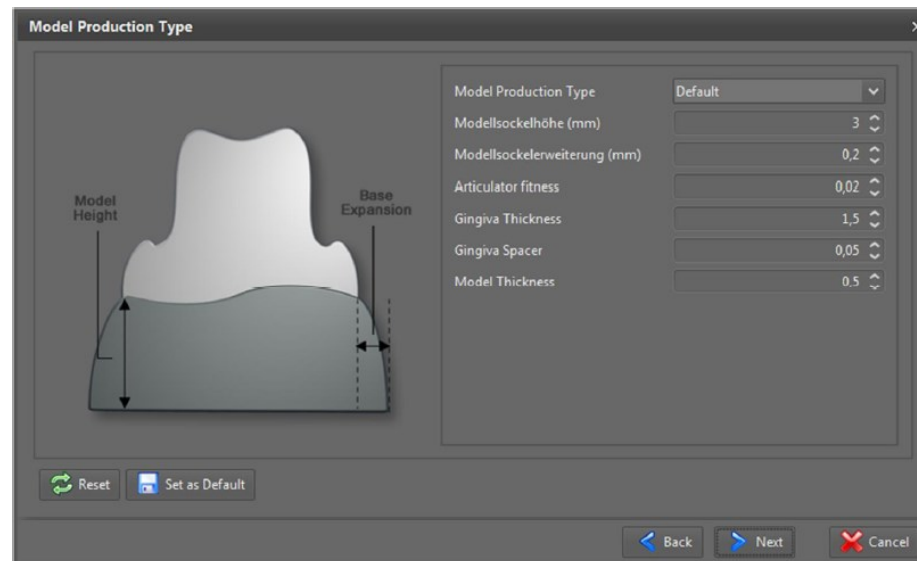 Model Production Type
Model
Height
Base
Expansion
Model Production Type Default
Modellsockelhöhe (mm) 3
Modellsockelerweiterung (mm) 0,2
Articulator fitness 0,02
Gingiva Thickness 1,5
Gingiva Spacer 0,05
Model Thickness 0,5
Reset Set as Default
Back Next Cancel